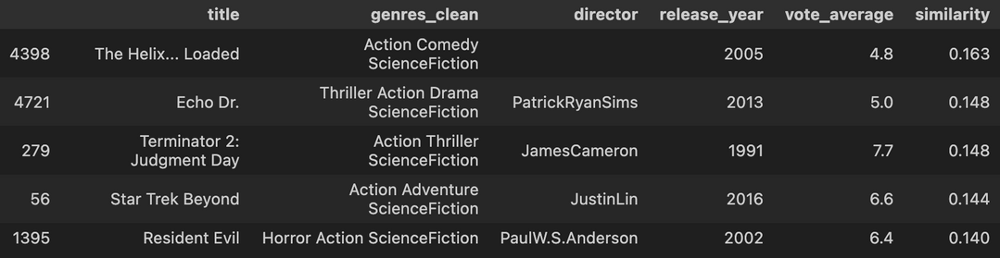 title genres_clean director release_year vote_average similarity
4398 The Helix... Loaded Action Comedy ScienceFiction 2005 4.8 0.163
4721 Echo Dr. Thriller Action Drama ScienceFiction PatrickRyanSims 2013 5.0 0.148
279 Terminator 2: Judgment Day Action Thriller ScienceFiction JamesCameron 1991 7.7 0.148
56 Star Trek Beyond Action Adventure ScienceFiction JustinLin 2016 6.6 0.144
1395 Resident Evil Horror Action ScienceFiction PaulW.S.Anderson 2002 6.4 0.140